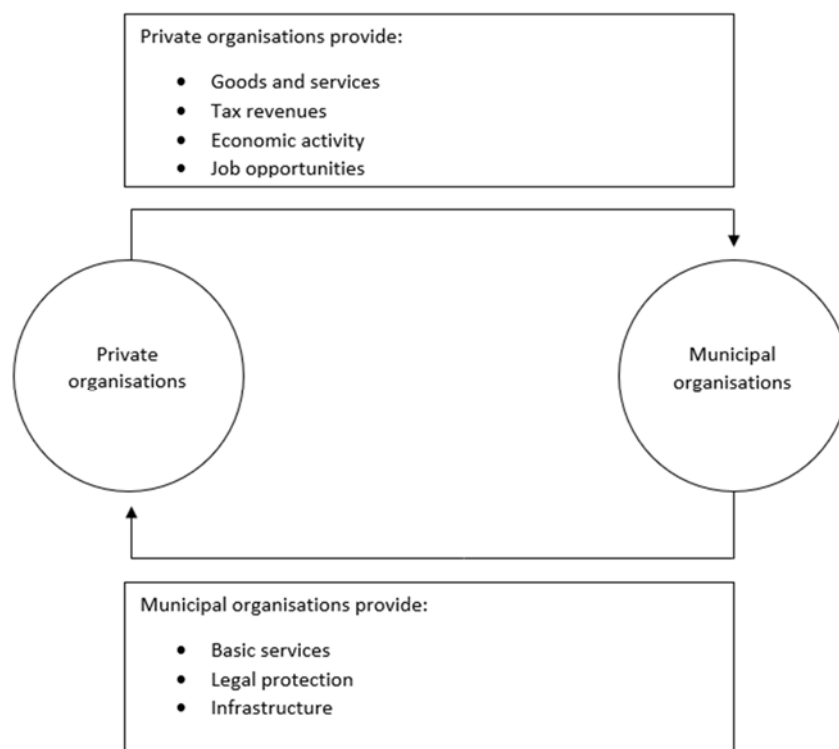 Private organisations provide:
• Goods and services
• Tax revenues
• Economic activity
• Job opportunities
Private
organisations
Municipal
organisations
Municipal organisations provide:
• Basic services
• Legal protection
• Infrastructure